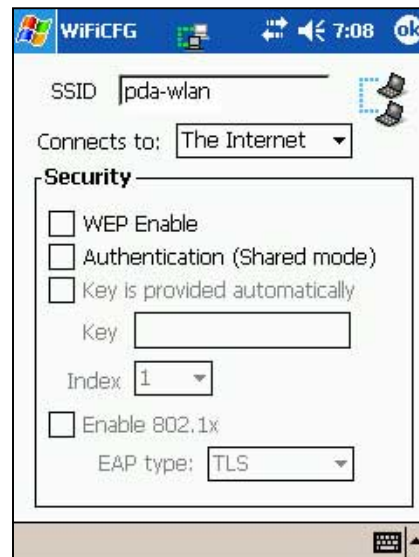 WiFiCFG 7:08 ok
SSID pda-wlan
Connects to: The Internet
Security
WEP Enable
Authentication (Shared mode)
Key is provided automatically
Key
Index 1
Enable 802.1x
EAP type: TLS